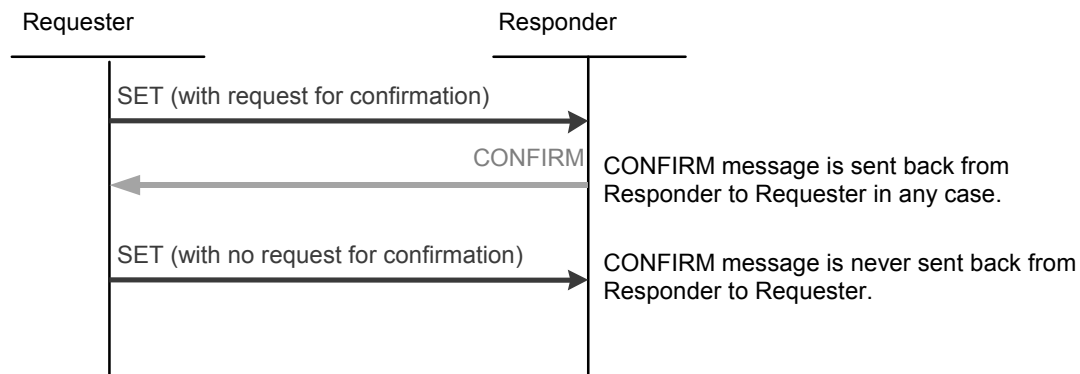 Requester
Responder
SET (with request for confirmation)
CONFIRM
CONFIRM message is sent back from
Responder to Requester in any case.
SET (with no request for confirmation)
CONFIRM message is never sent back from
Responder to Requester.